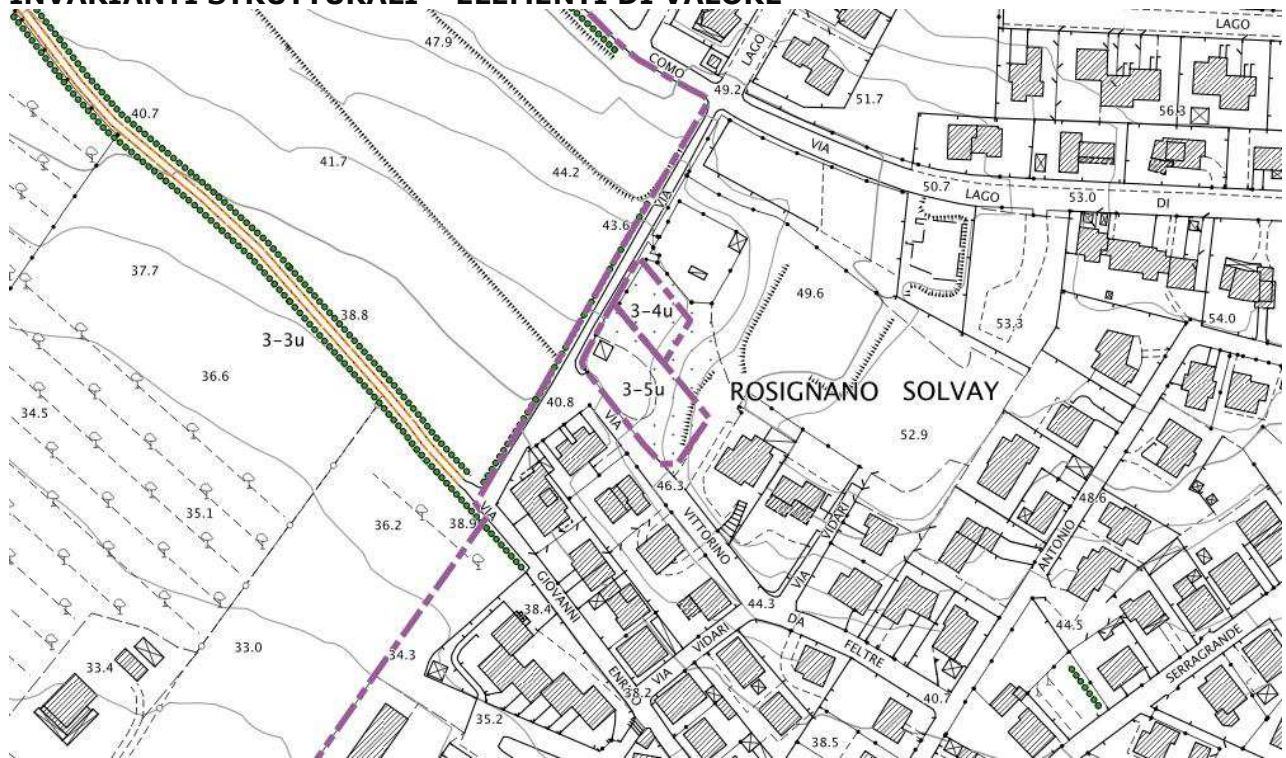 INVARIANTI STRUTTURALI - ELEMENTI DI VALORE
LAGO
47.9
COMO
LAGO
49.2
51.7
56.3
40.7
41.7
44.2
VIA
50.7
LAGO
53.0
DI
VIA
43.6
37.7
38.8
3-3u
3-4u
49.6
53.3
54.0
36.6
34.5
3-5u
ROSIGNANO SOLVAY
40.8
VIA
52.9
46.3
48.6
35.1
36.2
38.9
VIA
VITTORINO
VIDARI
VIA
ANTONIO
GIOVANNI
38.4
44.3
44.5
DA
FELTRE
VIDARI
VIA
SERRAGRANDE
33.4
33.0
34.3
ENRICO
38.2
40.7
35.2
38.5